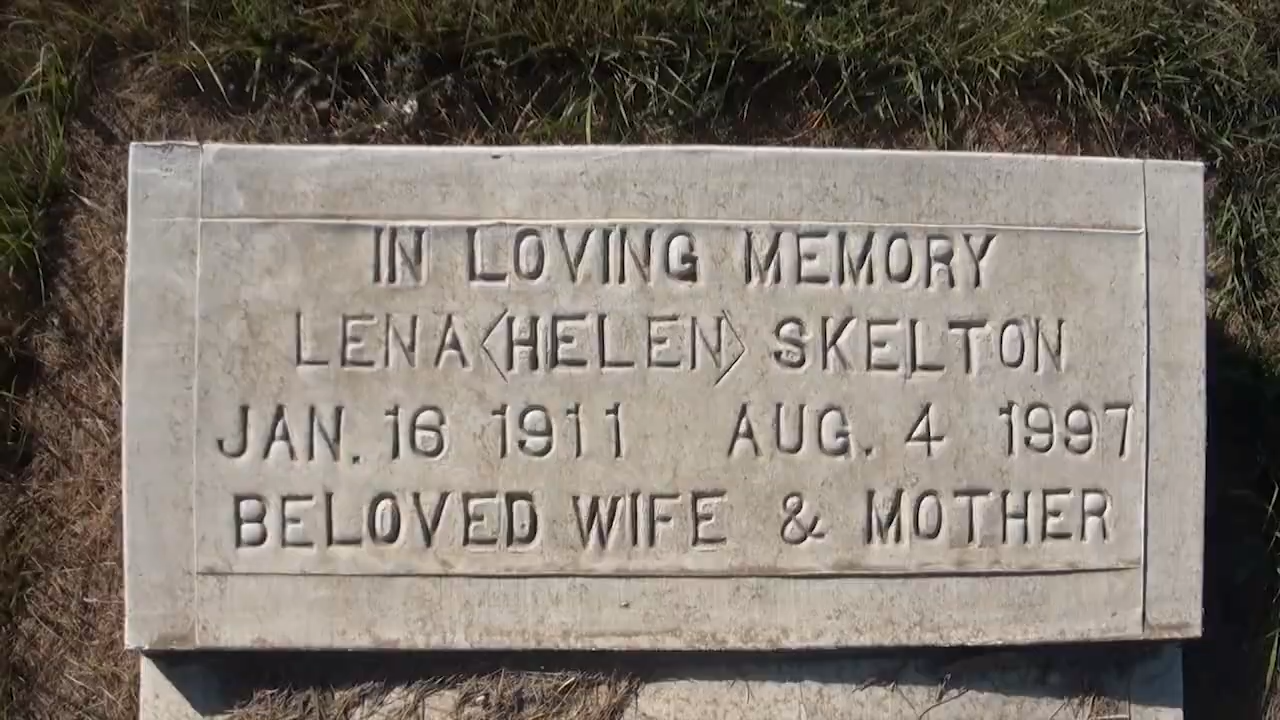 IN LOVING MEMORY
LENA <HELEN> SKELTON
JAN. 16 1911 AUG. 4 1997
BELOVED WIFE & MOTHER